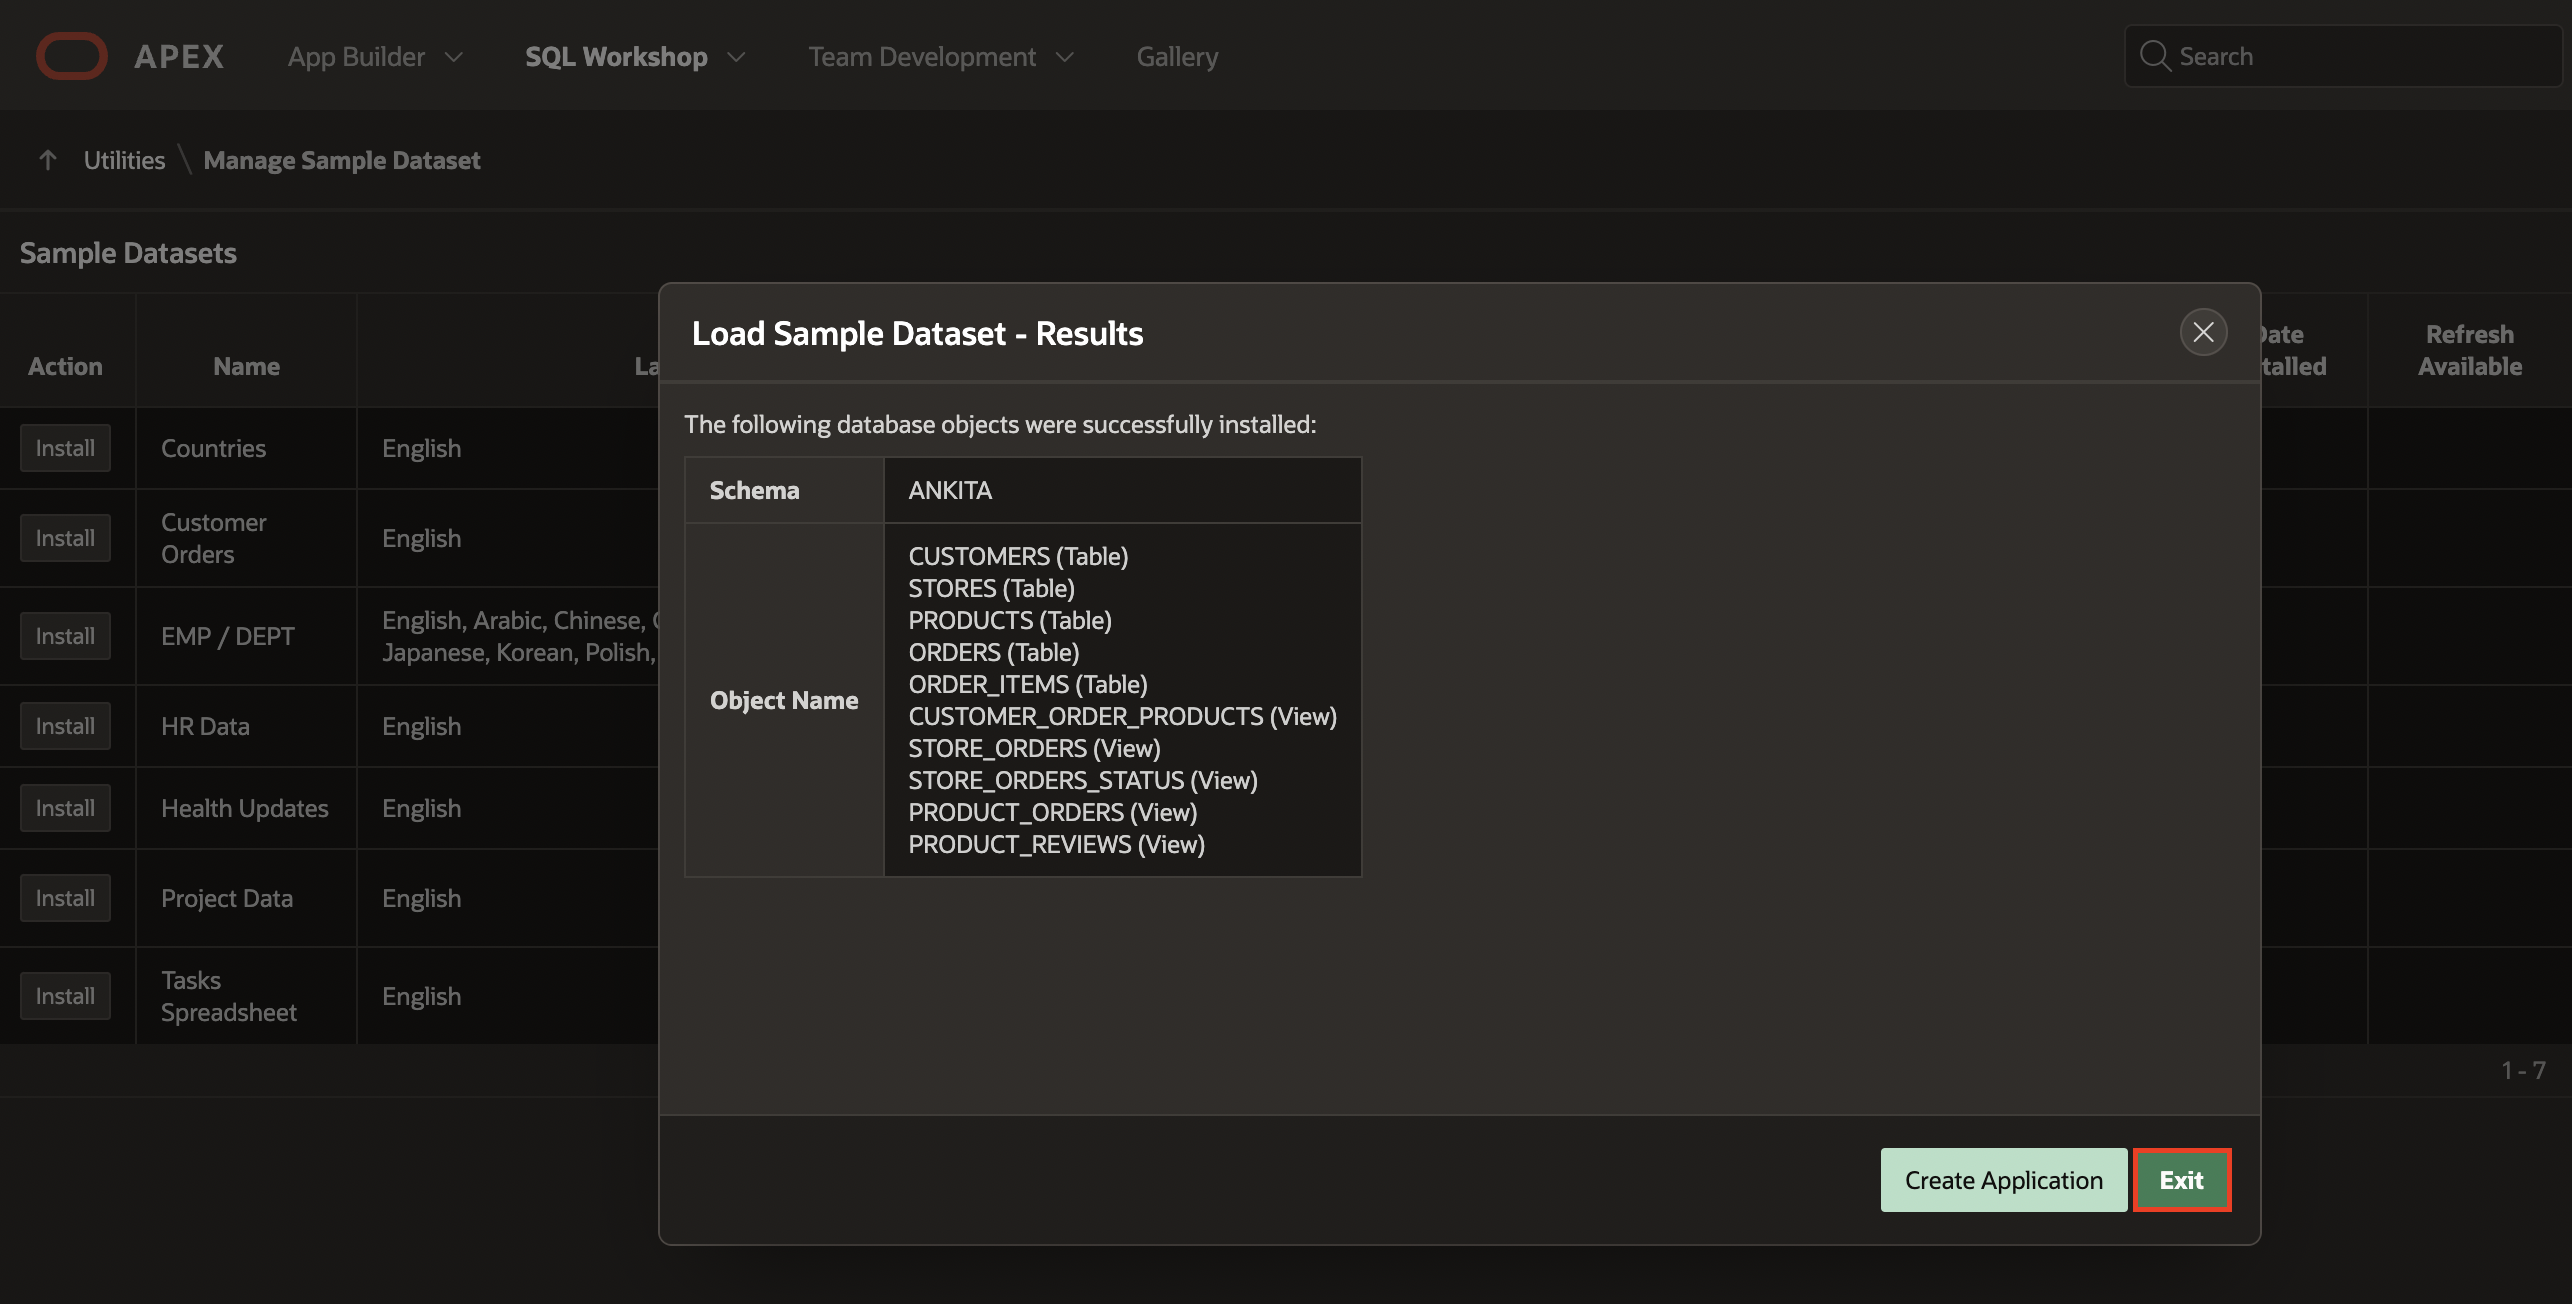 APEX
App Builder
SQL Workshop
Team Development
Gallery
Search
Utilities \ Manage Sample Dataset
Sample Datasets
Action
Name
Refresh
Available
Install
Countries
English
Install
Customer
Orders
English
Install
EMP / DEPT
English, Arabic, Chinese,
Japanese, Korean, Polish,
Install
HR Data
English
Install
Health Updates
English
Install
Project Data
English
Install
Tasks
Spreadsheet
English
1 - 7
Load Sample Dataset - Results
The following database objects were successfully installed:
Schema
ANKITA
Object Name
CUSTOMERS (Table)
STORES (Table)
PRODUCTS (Table)
ORDERS (Table)
ORDER_ITEMS (Table)
CUSTOMER_ORDER_PRODUCTS (View)
STORE_ORDERS (View)
STORE_ORDERS_STATUS (View)
PRODUCT_ORDERS (View)
PRODUCT_REVIEWS (View)
Create Application
Exit